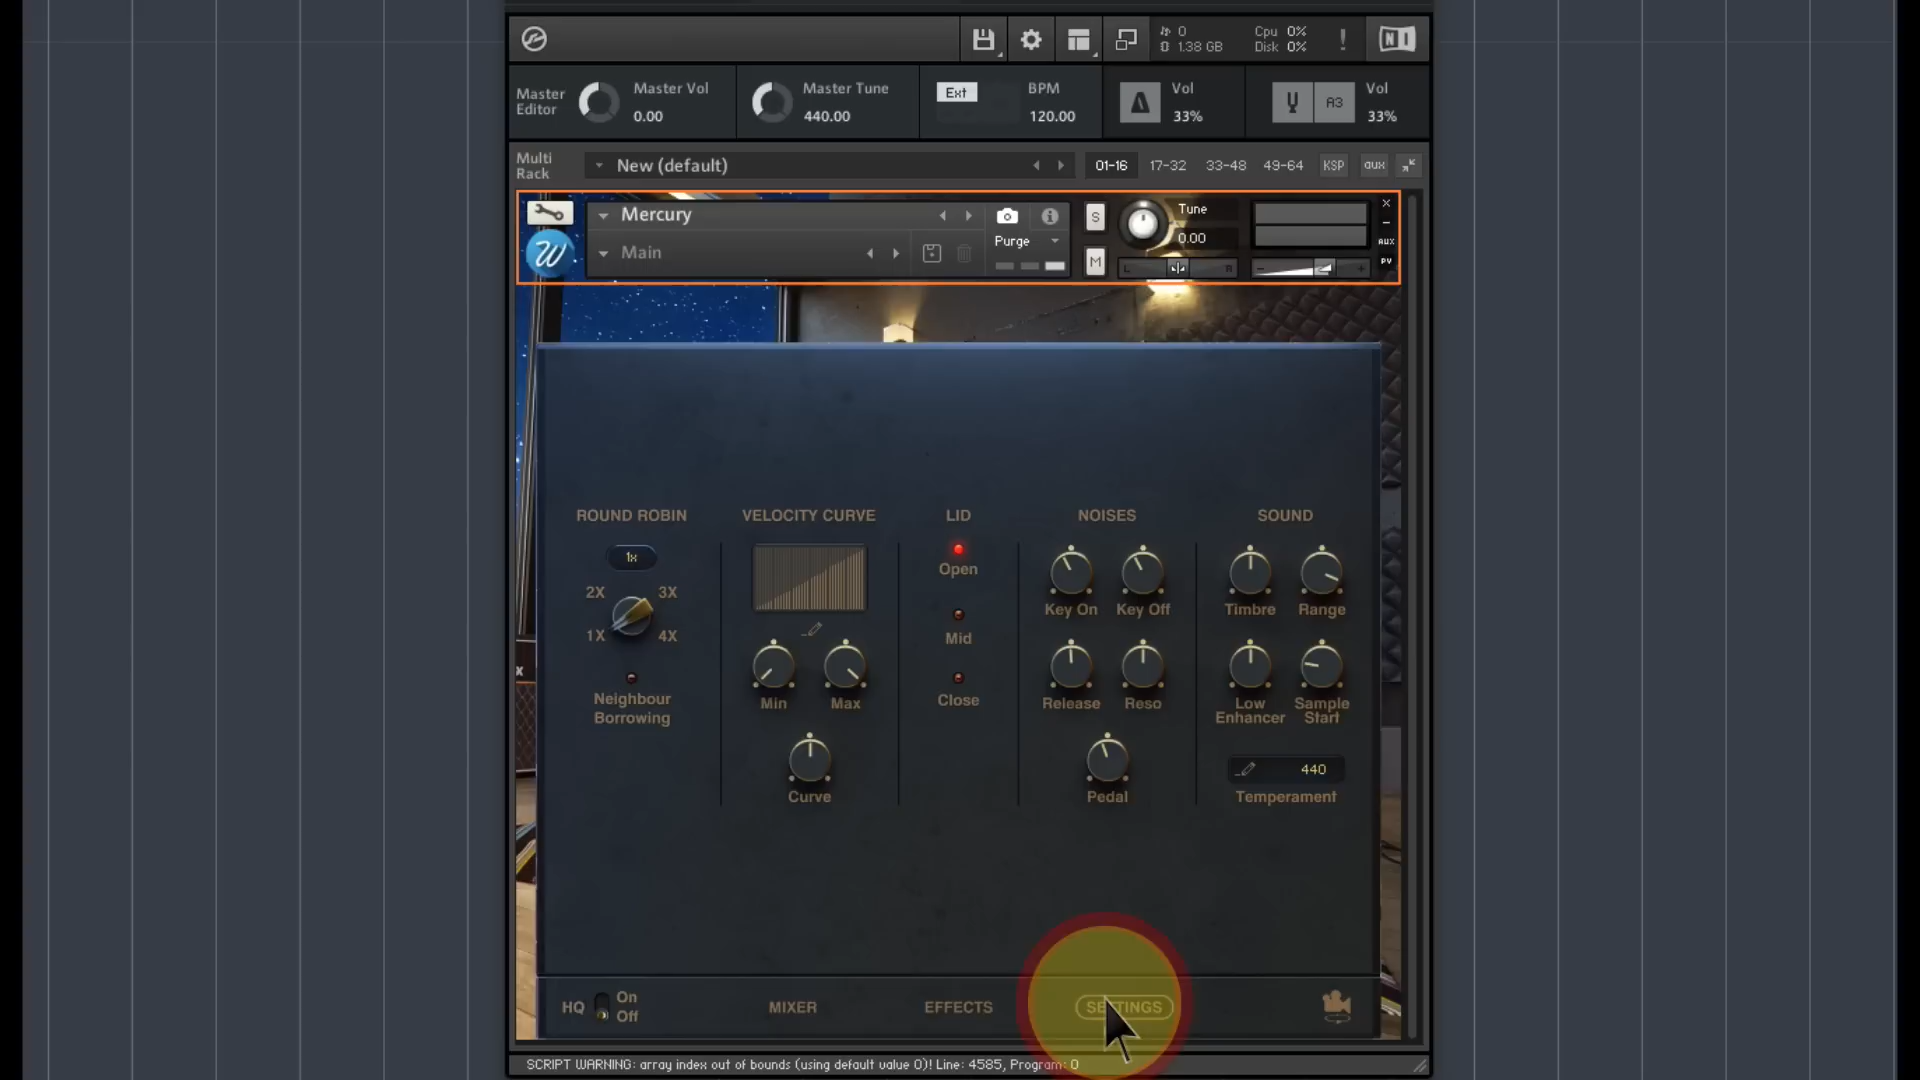 0
1.38 GB
Cpu 0%
Disk 0%
!
NI
Master
Editor
Master Vol
0.00
Master Tune
440.00
Ext
BPM
120.00
Vol
33%
A3
Vol
33%
Multi
Rack
New (default)
01-16
17-32
33-48
49-64
KSP
aux
Mercury
Purge
S
Tune
0.00
X
W
Main
M
L
R
AUX
PV
ROUND ROBIN
VELOCITY CURVE
LID
NOISES
SOUND
1x
2X
3X
1X
4X
Neighbour
Borrowing
Min
Max
Curve
Open
Mid
Close
Key On
Key Off
Release
Reso
Pedal
Timbre
Range
Low
Enhancer
Sample
Start
440
Temperament
HQ
On
Off
MIXER
EFFECTS
SETTINGS
SCRIPT WARNING: array index out of bounds (using default value 0)! Line: 4585, Program: 0